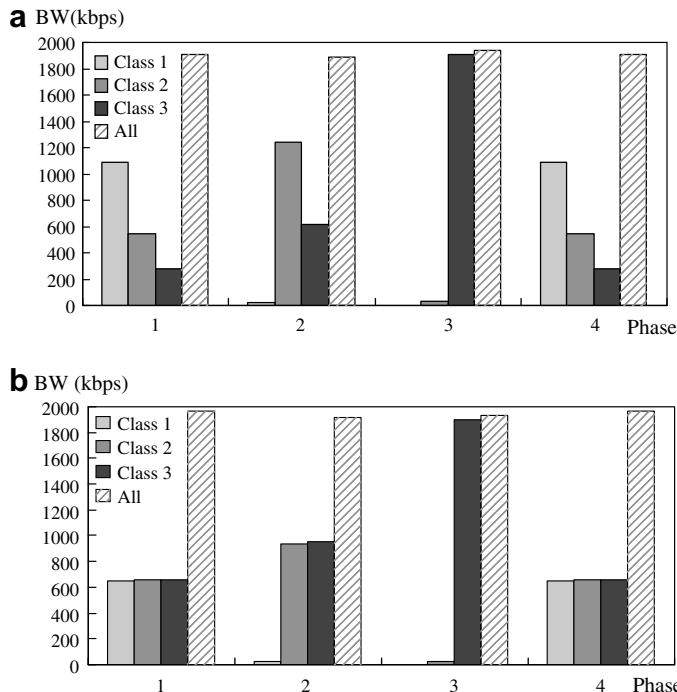 a BW(kbps)
2000
1800
1600
1400
1200
1000
800
600
400
200
0
Class 1
Class 2
Class 3
All
1 2 3 4 Phase
b BW (kbps)
2000
1800
1600
1400
1200
1000
800
600
400
200
0
Class 1
Class 2
Class 3
All
1 2 3 4 Phase